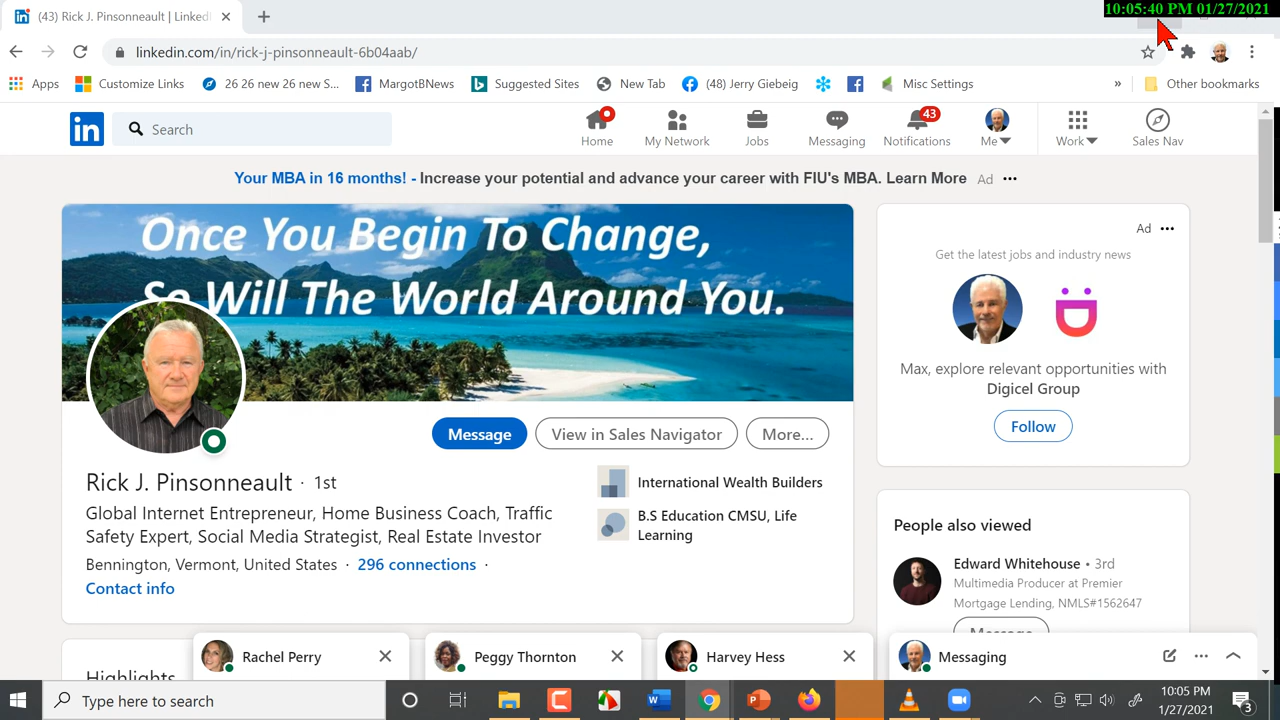 10:05:40 PM 01/27/2021
(43) Rick J. Pinsonneault | Linked
linkedin.com/in/rick-j-pinsonneault-6b04aab/
Apps
Customize Links
26 26 new 26 new S...
MargotBNews
Suggested Sites
New Tab
(48) Jerry Giebeig
Misc Settings
»
Other bookmarks
in
Search
Home
My Network
Jobs
Messaging
43
Notifications
Me
Work
Sales Nav
Your MBA in 16 months! - Increase your potential and advance your career with FIU's MBA. Learn More Ad •••
Once You Begin To Change,
So Will The World Around You.
Message
View in Sales Navigator
More...
Rick J. Pinsonneault · 1st
Global Internet Entrepreneur, Home Business Coach, Traffic
Safety Expert, Social Media Strategist, Real Estate Investor
Bennington, Vermont, United States · 296 connections ·
Contact info
International Wealth Builders
B.S Education CMSU, Life
Learning
Ad •••
Get the latest jobs and industry news
Max, explore relevant opportunities with
Digicel Group
Follow
People also viewed
Edward Whitehouse • 3rd
Multimedia Producer at Premier
Mortgage Lending, NMLS#1562647
Message
Highlights
Rachel Perry
Peggy Thornton
Harvey Hess
Messaging
Type here to search
10:05 PM
1/27/2021
3